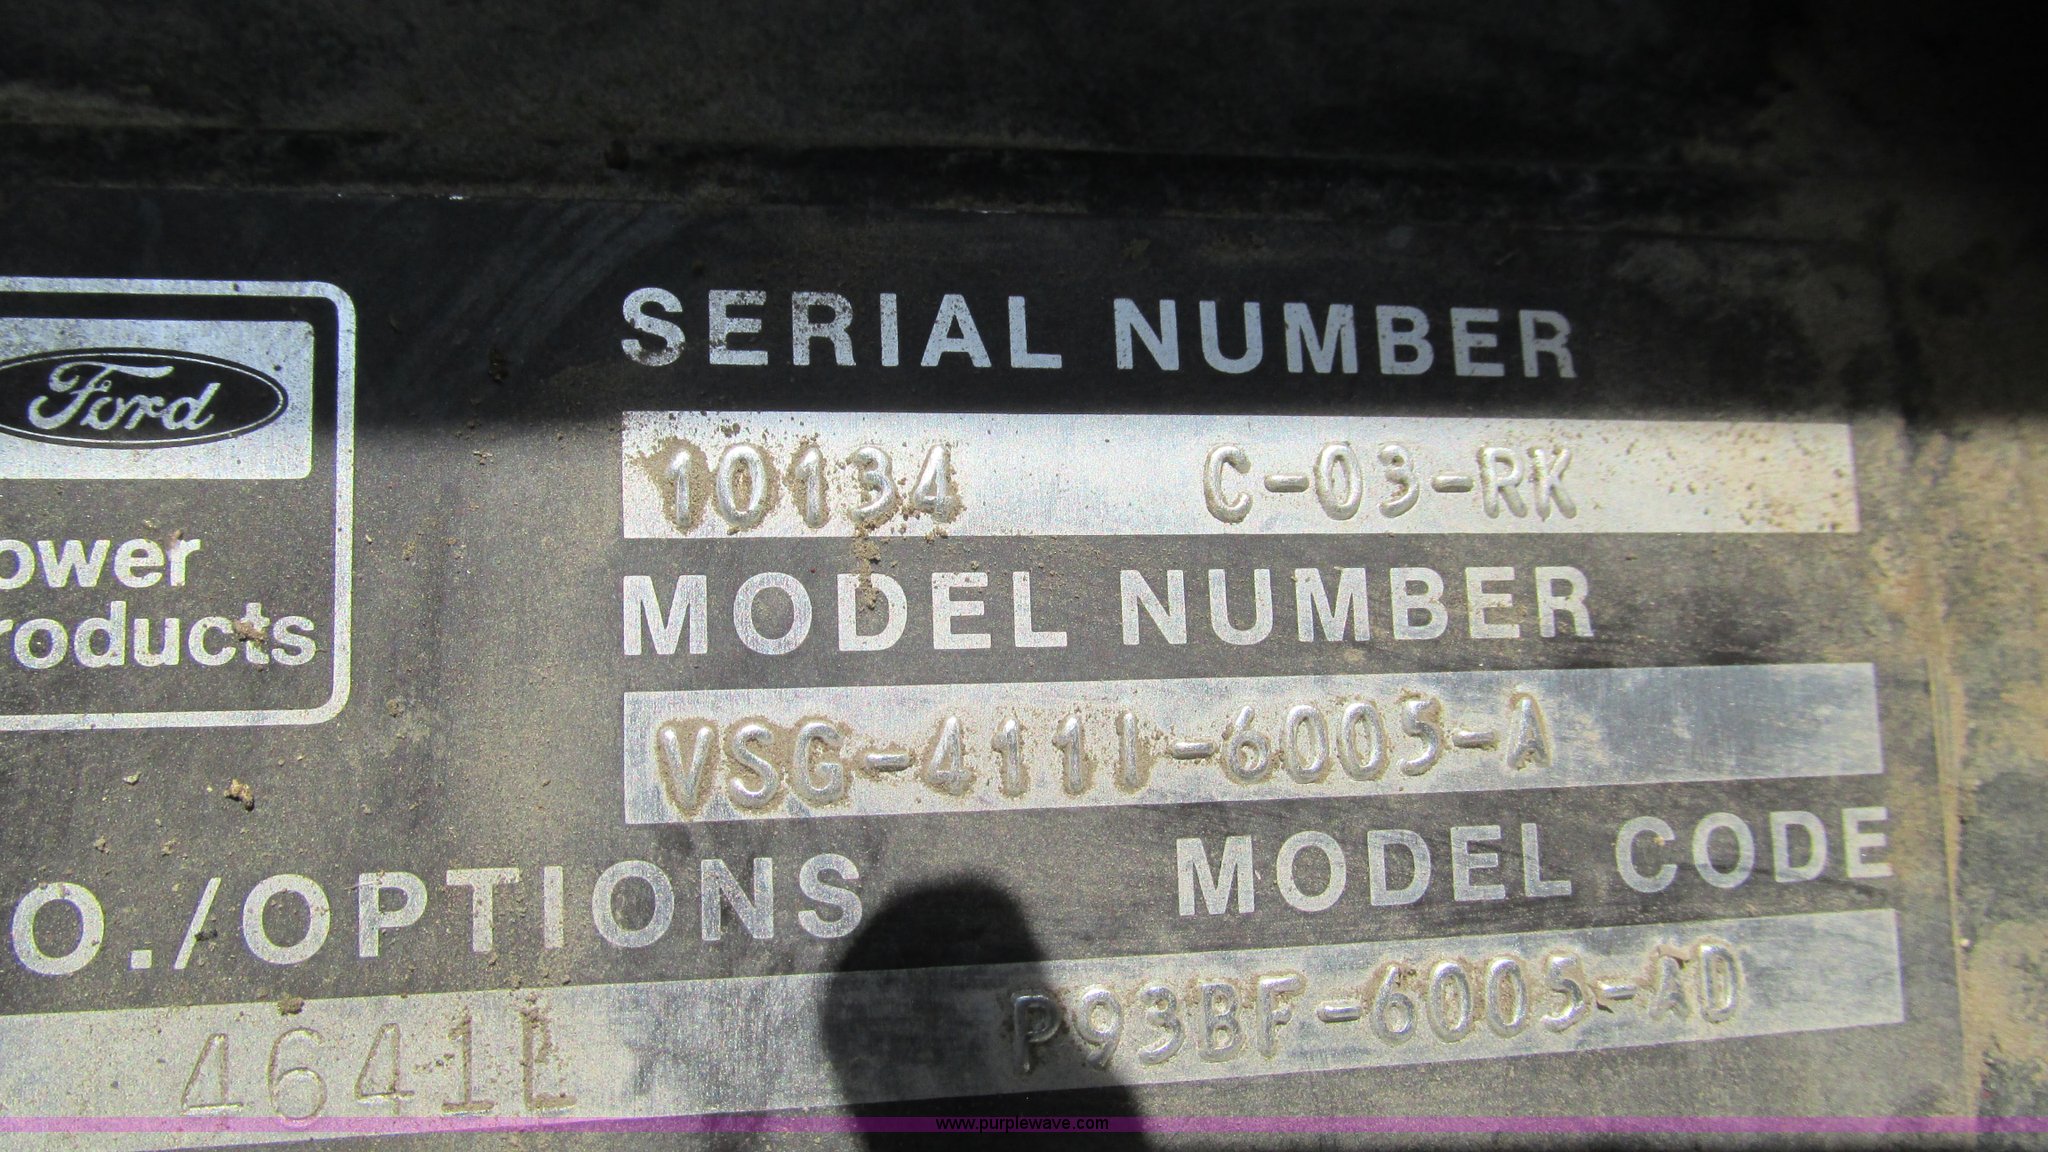 SERIAL NUMBER
Ford
10134 C-03-RK
ower
roducts
MODEL NUMBER
VSG-4111-6005-A
O./OPTIONS MODEL CODE
4641L P93BF-6005-AD
www.purplewave.com